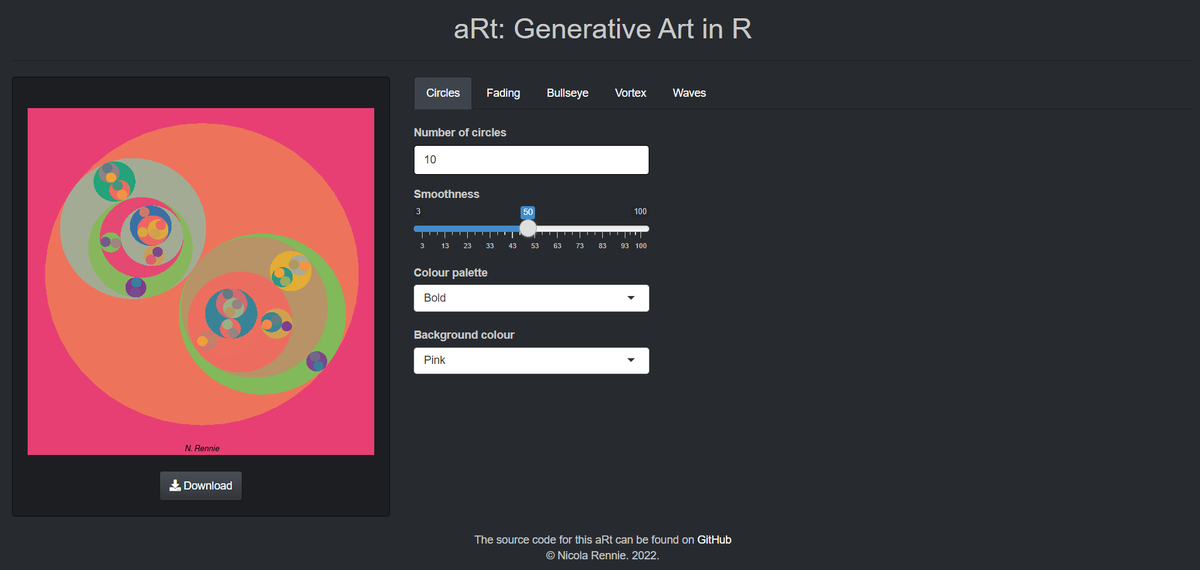 aRt: Generative Art in R
N. Rennie
Download
Circles Fading Bullseye Vortex Waves
Number of circles
10
Smoothness
3 50 100
3 13 23 33 43 53 63 73 83 93 100
Colour palette
Bold
Background colour
Pink
The source code for this aRt can be found on GitHub
© Nicola Rennie. 2022.